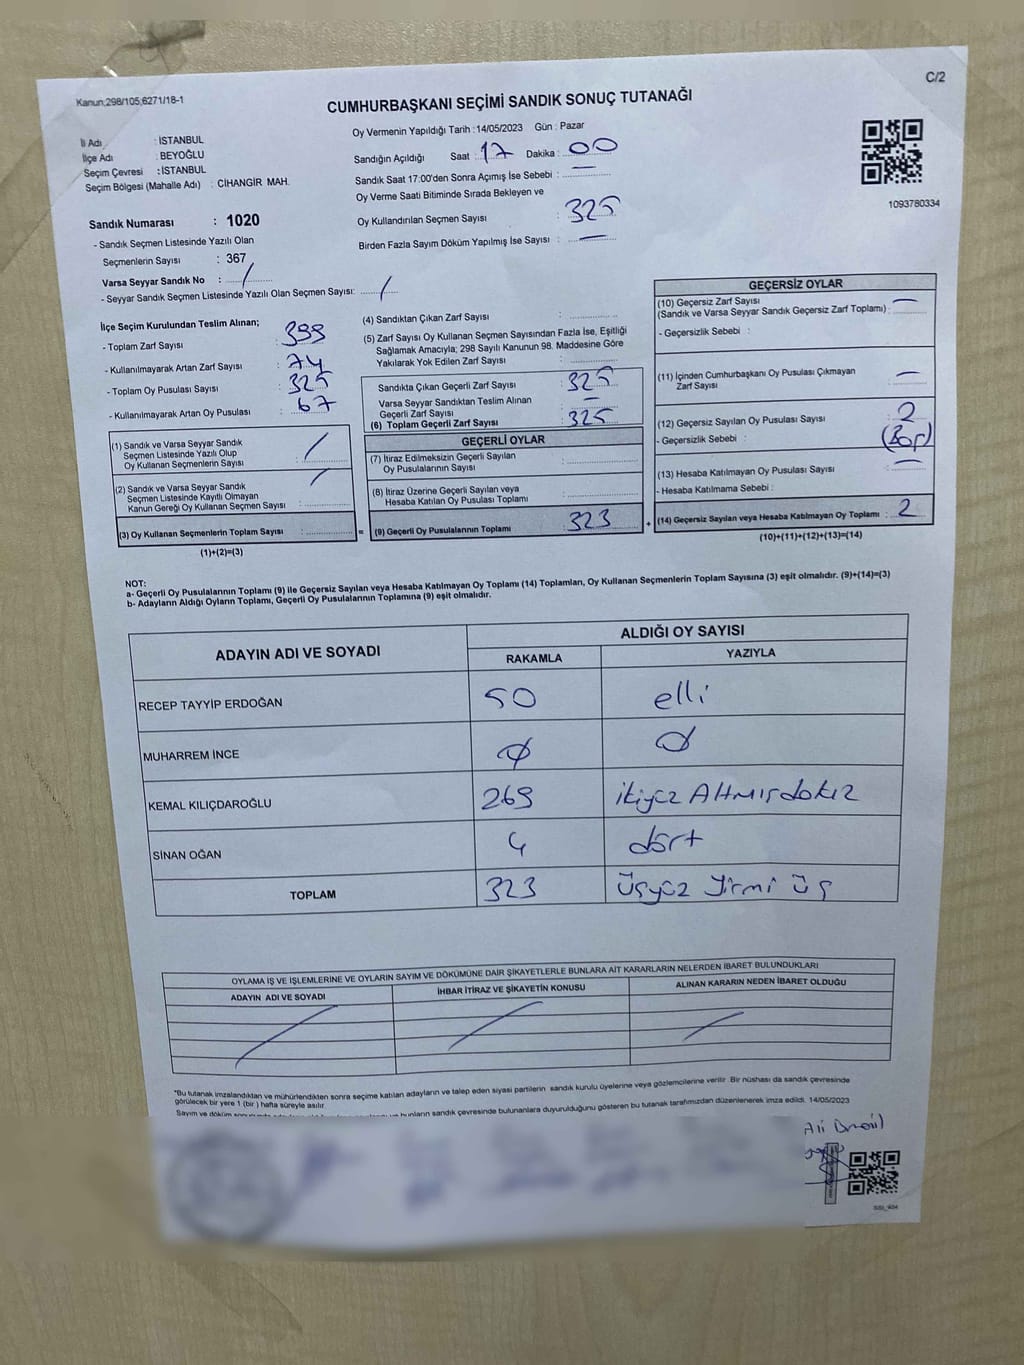 Kanun;298/105;6271/18-1
C/2
CUMHURBAŞKANI SEÇİMİ SANDIK SONUÇ TUTANAĞI
İl Adı : İSTANBUL
İlçe Adı : BEYOĞLU
Seçim Çevresi : İSTANBUL
Seçim Bölgesi (Mahalle Adı) : CİHANGİR MAH.
Sandık Numarası : 1020
- Sandık Seçmen Listesinde Yazılı Olan
Seçmenlerin Sayısı : 367
Varsa Seyyar Sandık No : /
- Seyyar Sandık Seçmen Listesinde Yazılı Olan Seçmen Sayısı: /
Oy Vermenin Yapıldığı Tarih : 14/05/2023 Gün : Pazar
Sandığın Açıldığı Saat : 17 Dakika : 00
Sandık Saat 17:00'den Sonra Açımış İse Sebebi : —
Oy Verme Saati Bitiminde Sırada Bekleyen ve
Oy Kullandırılan Seçmen Sayısı : 325
Birden Fazla Sayım Döküm Yapılmış İse Sayısı : —
1093780334
İlçe Seçim Kurulundan Teslim Alınan;
- Toplam Zarf Sayısı : 399
- Kullanılmayarak Artan Zarf Sayısı : 74
- Toplam Oy Pusulası Sayısı : 325
- Kullanılmayarak Artan Oy Pusulası : 67
(1) Sandık ve Varsa Seyyar Sandık
Seçmen Listesinde Yazılı Olup
Oy Kullanan Seçmenlerin Sayısı : /
(2) Sandık ve Varsa Seyyar Sandık
Seçmen Listesinde Kayıtlı Olmayan
Kanun Gereği Oy Kullanan Seçmen Sayısı : /
(3) Oy Kullanan Seçmenlerin Toplam Sayısı :
(1)+(2)=(3)
(4) Sandıktan Çıkan Zarf Sayısı :
(5) Zarf Sayısı Oy Kullanan Seçmen Sayısından Fazla İse, Eşitliği
Sağlamak Amacıyla; 298 Sayılı Kanunun 98. Maddesine Göre
Yakılarak Yok Edilen Zarf Sayısı :
Sandıkta Çıkan Geçerli Zarf Sayısı : 325
Varsa Seyyar Sandıktan Teslim Alınan
Geçerli Zarf Sayısı : —
(6) Toplam Geçerli Zarf Sayısı : 325
GEÇERLİ OYLAR
(7) İtiraz Edilmeksizin Geçerli Sayılan
Oy Pusulalarının Sayısı :
(8) İtiraz Üzerine Geçerli Sayılan veya
Hesaba Katılan Oy Pusulası Toplamı :
= (9) Geçerli Oy Pusulalarının Toplamı : 323 +
GEÇERSİZ OYLAR
(10) Geçersiz Zarf Sayısı
(Sandık ve Varsa Seyyar Sandık Geçersiz Zarf Toplamı) : —
- Geçersizlik Sebebi :
(11) İçinden Cumhurbaşkanı Oy Pusulası Çıkmayan
Zarf Sayısı : —
(12) Geçersiz Sayılan Oy Pusulası Sayısı : 2
- Geçersizlik Sebebi : (Boş)
(13) Hesaba Katılmayan Oy Pusulası Sayısı : —
- Hesaba Katılmama Sebebi :
(14) Geçersiz Sayılan veya Hesaba Katılmayan Oy Toplamı : 2
(10)+(11)+(12)+(13)=(14)
NOT:
a- Geçerli Oy Pusulalarının Toplamı (9) ile Geçersiz Sayılan veya Hesaba Katılmayan Oy Toplamı (14) Toplamları, Oy Kullanan Seçmenlerin Toplam Sayısına (3) eşit olmalıdır. (9)+(14)=(3)
b- Adayların Aldığı Oyların Toplamı, Geçerli Oy Pusulalarının Toplamına (9) eşit olmalıdır.
ADAYIN ADI VE SOYADI
ALDIĞI OY SAYISI
RAKAMLA YAZIYLA
RECEP TAYYİP ERDOĞAN 50 elli
MUHARREM İNCE 0 0
KEMAL KILIÇDAROĞLU 269 ikiyüz Altmışdokuz
SİNAN OĞAN 4 dört
TOPLAM 323 Üçyüz Yirmi Üç
OYLAMA İŞ VE İŞLEMLERİNE VE OYLARIN SAYIM VE DÖKÜMÜNE DAİR ŞİKAYETLERLE BUNLARA AİT KARARLARIN NELERDEN İBARET BULUNDUKLARI
ADAYIN ADI VE SOYADI İHBAR İTİRAZ VE ŞİKAYETİN KONUSU ALINAN KARARIN NEDEN İBARET OLDUĞU
*Bu tutanak imzalandıktan ve mühürlendikten sonra seçime katılan adayların ve talep eden siyasi partilerin sandık kurulu üyelerine veya gözlemcilerine verilir. Bir nüshası da sandık çevresinde
görülecek bir yere 1 (bir) hafta süreyle asılır.
Sayım ve döküm bunların sandık çevresinde bulunanlara duyurulduğunu gösteren bu tutanak tarafımızdan düzenlenerek imza edildi. 14/05/2023
Ali